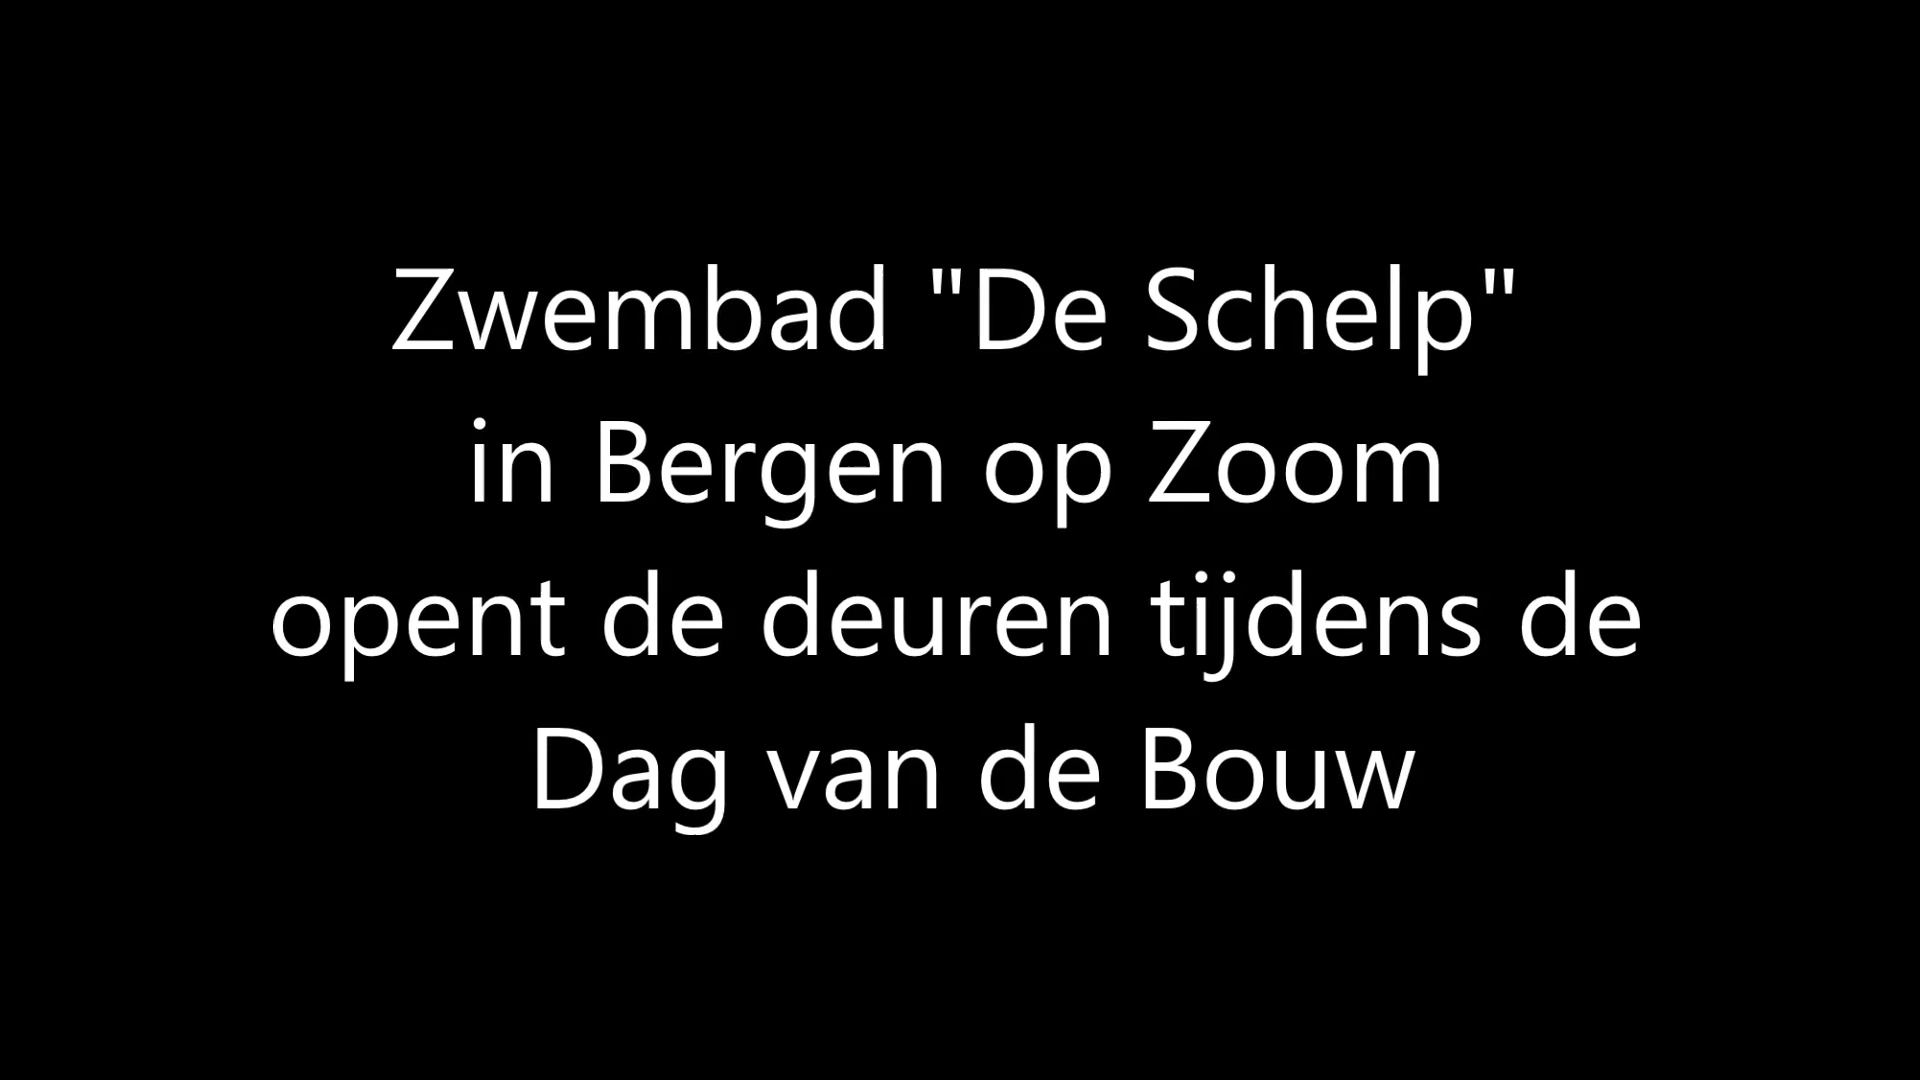 Zwembad "De Schelp"
in Bergen op Zoom
opent de deuren tijdens de
Dag van de Bouw